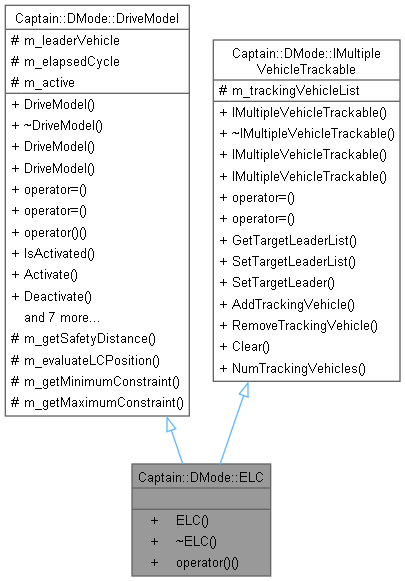 Captain::DMode::DriveModel
# m_leaderVehicle
# m_elapsedCycle
# m_active
+ DriveModel()
+ ~DriveModel()
+ DriveModel()
+ DriveModel()
+ operator=()
+ operator=()
+ operator()()
+ IsActivated()
+ Activate()
+ Deactivate()
and 7 more...
# m_getSafetyDistance()
# m_evaluateLCPosition()
# m_getMinimumConstraint()
# m_getMaximumConstraint()
Captain::DMode::IMultiple
VehicleTrackable
# m_trackingVehicleList
+ IMultipleVehicleTrackable()
+ ~IMultipleVehicleTrackable()
+ IMultipleVehicleTrackable()
+ IMultipleVehicleTrackable()
+ operator=()
+ operator=()
+ GetTargetLeaderList()
+ SetTargetLeaderList()
+ SetTargetLeader()
+ AddTrackingVehicle()
+ RemoveTrackingVehicle()
+ Clear()
+ NumTrackingVehicles()
Captain::DMode::ELC
+ ELC()
+ ~ELC()
+ operator()()